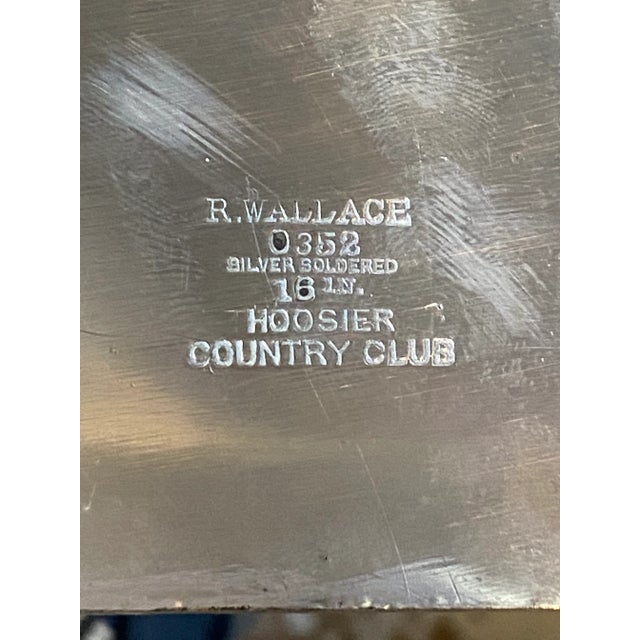 R.WALLACE
0352
SILVER SOLDERED
16 IN.
HOOSIER
COUNTRY CLUB